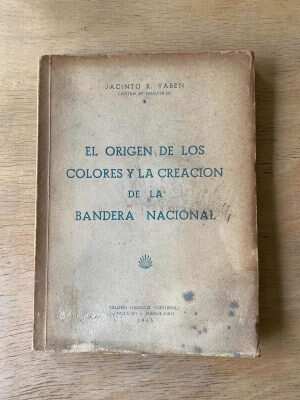 JACINTO R. YABEN
EL ORIGEN DE LOS
COLORES Y LA CREACION
DE LA
BANDERA NACIONAL